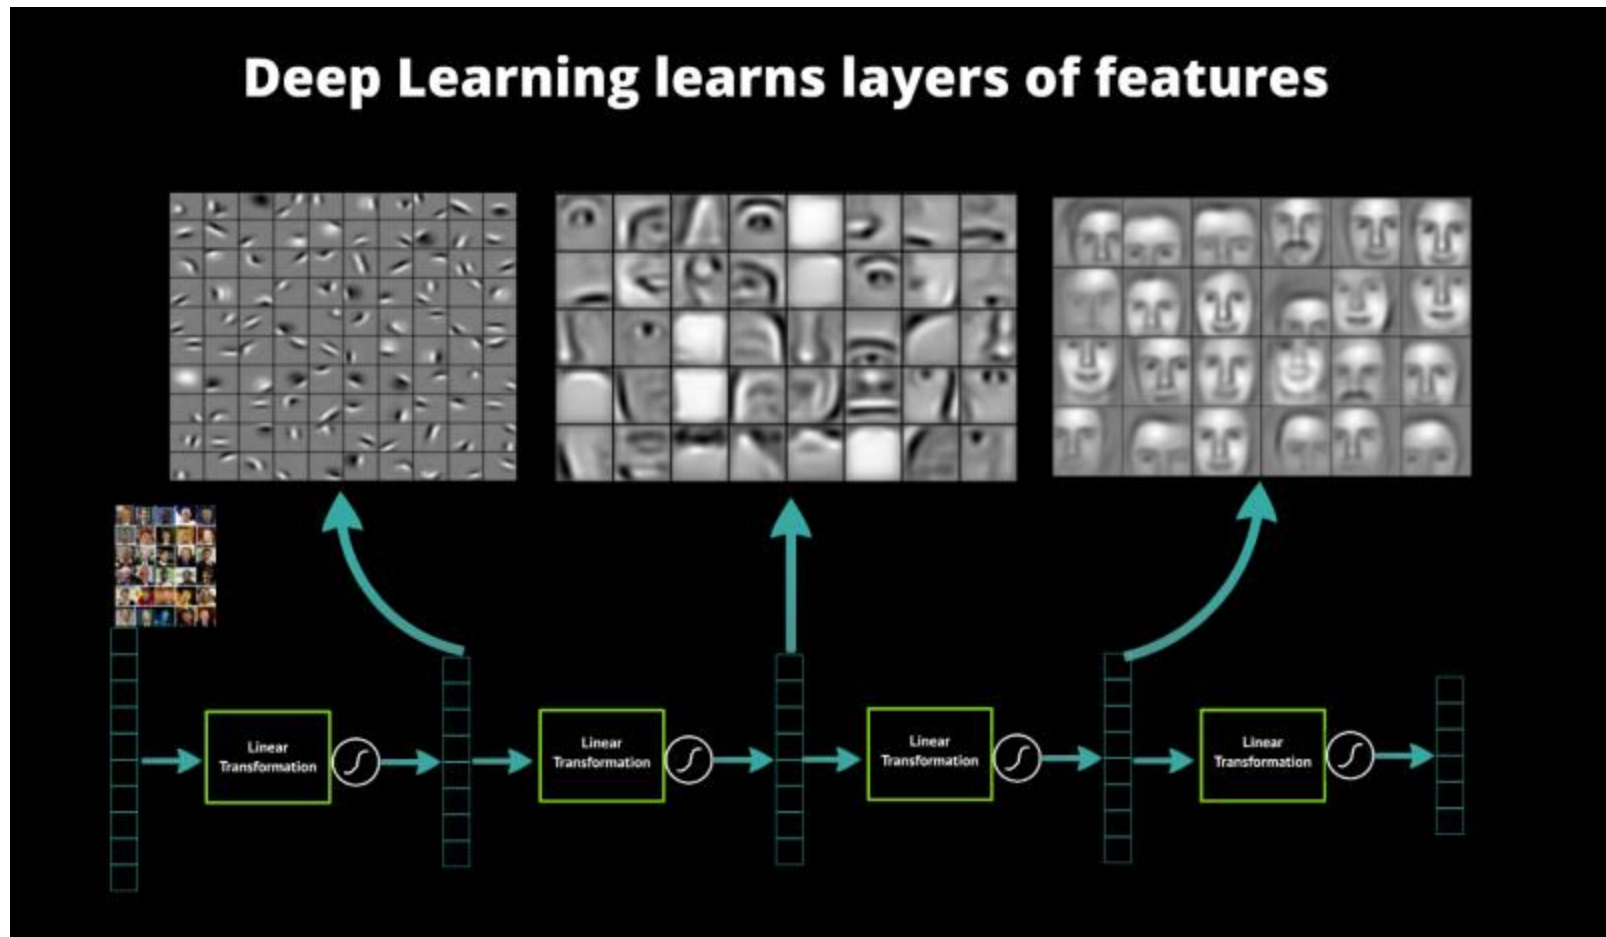 Deep Learning learns layers of features
Linear
Transformation
Linear
Transformation
Linear
Transformation
Linear
Transformation